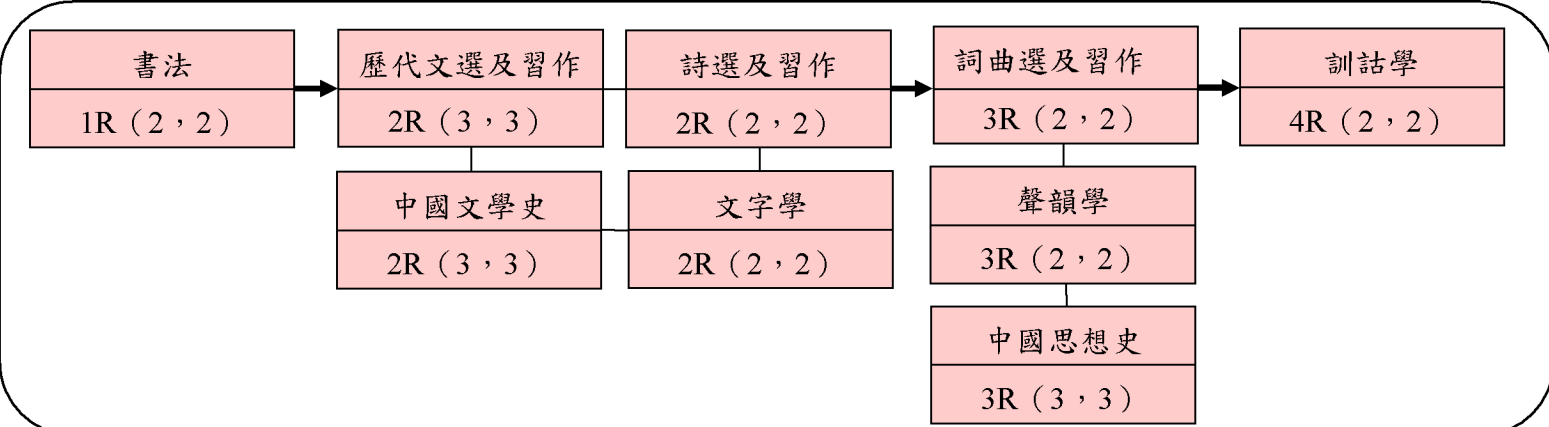 書法
1R（2，2）
歷代文選及習作
2R（3，3）
詩選及習作
2R（2，2）
詞曲選及習作
3R（2，2）
訓詁學
4R（2，2）
中國文學史
2R（3，3）
文字學
2R（2，2）
聲韻學
3R（2，2）
中國思想史
3R（3，3）